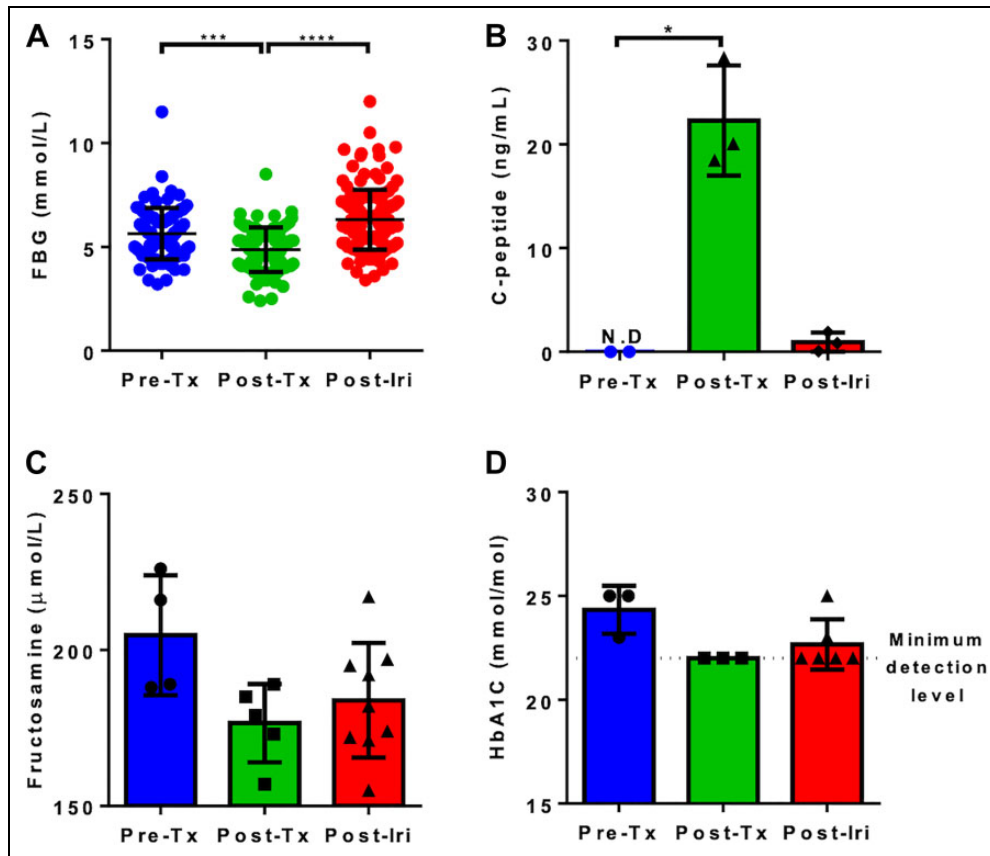 A
15
10
5
0
FBG (mmol/L)
***
****
Pre-Tx Post-Tx Post-Iri
B
30
20
10
0
C-peptide (ng/mL)
*
N.D
Pre-Tx Post-Tx Post-Iri
C
250
200
150
Fructosamine (μmol/L)
Pre-Tx Post-Tx Post-Iri
D
30
25
20
15
HbA1C (mmol/mol)
Minimum
detection
level
Pre-Tx Post-Tx Post-Iri